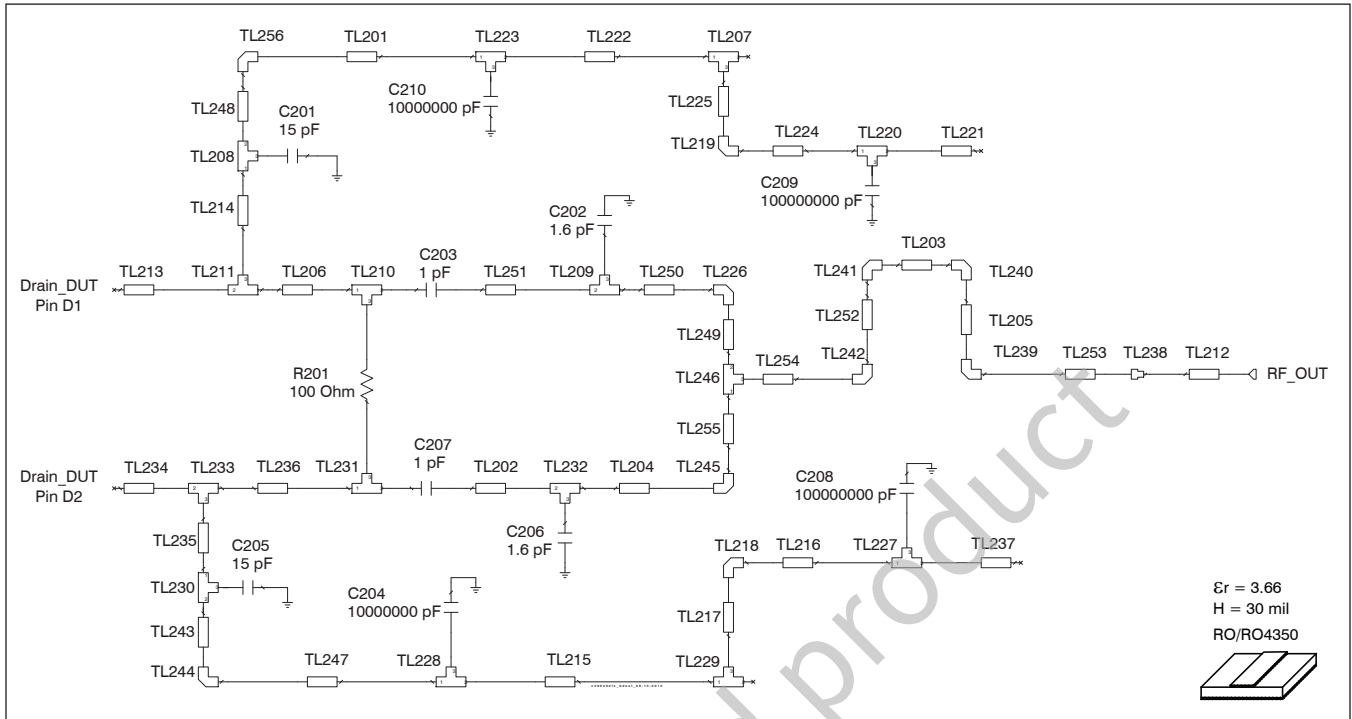 TL256 TL201 TL223 TL222 TL207
C210
10000000 pF
TL248
C201
15 pF
TL225
TL208
TL219 TL224 TL220 TL221
C209
100000000 pF
TL214
C202
1.6 pF
TL203
Drain_DUT
Pin D1
TL213 TL211 TL206 TL210
C203
1 pF
TL251 TL209 TL250 TL226
TL241 TL240
TL249
TL252 TL205
R201
100 Ohm
TL246 TL254 TL242 TL239 TL253 TL238 TL212
RF_OUT
TL255
Drain_DUT
Pin D2
TL234 TL233 TL236 TL231
C207
1 pF
TL202 TL232 TL204 TL245
C208
100000000 pF
TL235
C205
15 pF
C206
1.6 pF
TL218 TL216 TL227 TL237
TL230
C204
10000000 pF
TL217
TL243
TL244 TL247 TL228 TL215 TL229
εr = 3.66
H = 30 mil
RO/RO4350
d product